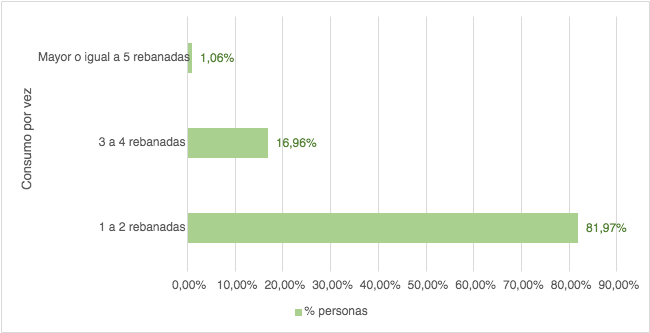 Consumo por vez
Mayor o igual a 5 rebanadas
1,06%
3 a 4 rebanadas
16,96%
1 a 2 rebanadas
81,97%
0,00% 10,00% 20,00% 30,00% 40,00% 50,00% 60,00% 70,00% 80,00% 90,00%
% personas